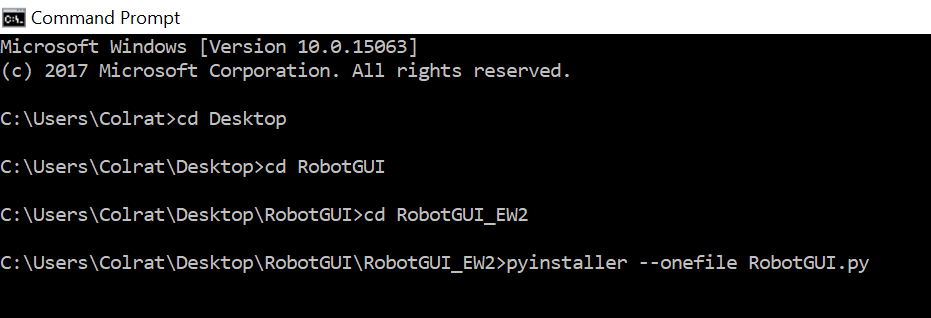 Command Prompt
Microsoft Windows [Version 10.0.15063]
(c) 2017 Microsoft Corporation. All rights reserved.
C:\Users\Colrat>cd Desktop
C:\Users\Colrat\Desktop>cd RobotGUI
C:\Users\Colrat\Desktop\RobotGUI>cd RobotGUI_EW2
C:\Users\Colrat\Desktop\RobotGUI\RobotGUI_EW2>pyinstaller --onefile RobotGUI.py